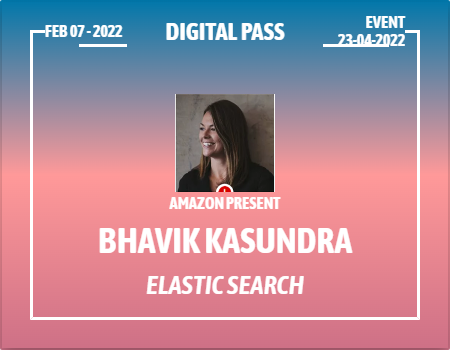 FEB 07 - 2022
DIGITAL PASS
EVENT
23-04-2022
AMAZON PRESENT
BHAVIK KASUNDRA
ELASTIC SEARCH